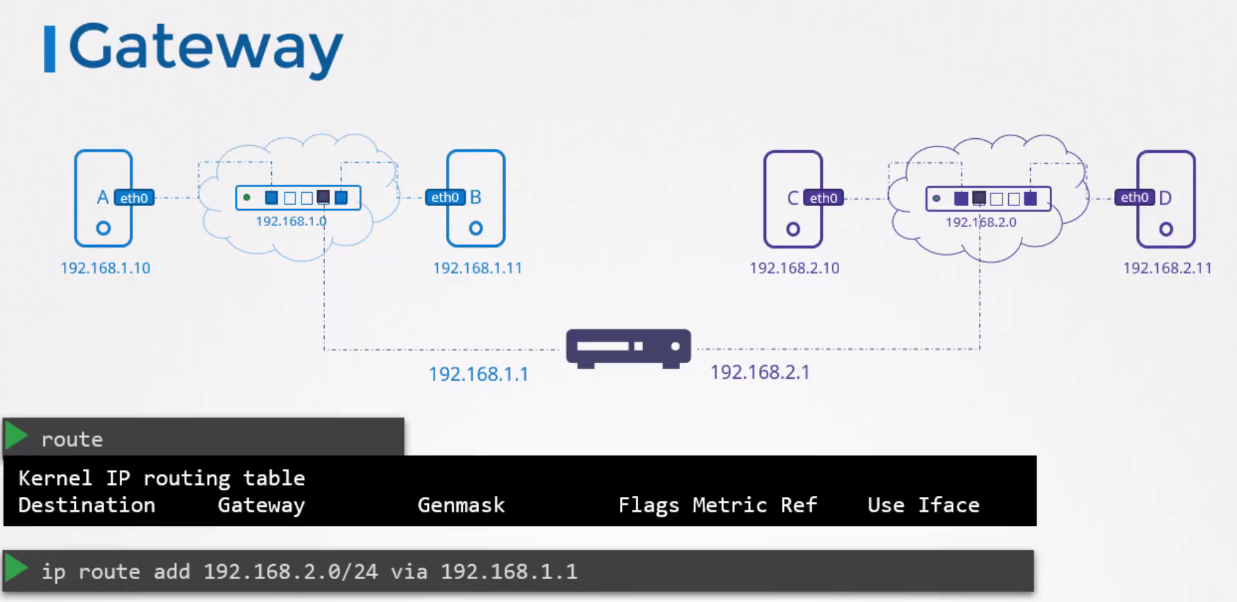 Gateway
A eth0
192.168.1.0
eth0 B
C eth0
192.168.2.0
eth0 D
192.168.1.10
192.168.1.11
192.168.2.10
192.168.2.11
192.168.1.1
192.168.2.1
route
Kernel IP routing table
Destination Gateway Genmask Flags Metric Ref Use Iface
ip route add 192.168.2.0/24 via 192.168.1.1